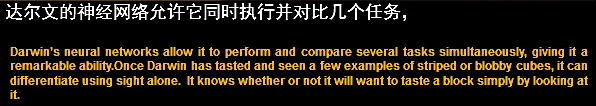 达尔文的神经网络允许它同时执行并对比几个任务，
Darwin's neural networks allow it to perform and compare several tasks simultaneously, giving it a
remarkable ability.Once Darwin has tasted and seen a few examples of striped or blobby cubes, it can
differentiate using sight alone.  It knows whether or not it will want to taste a block simply by looking at
it.